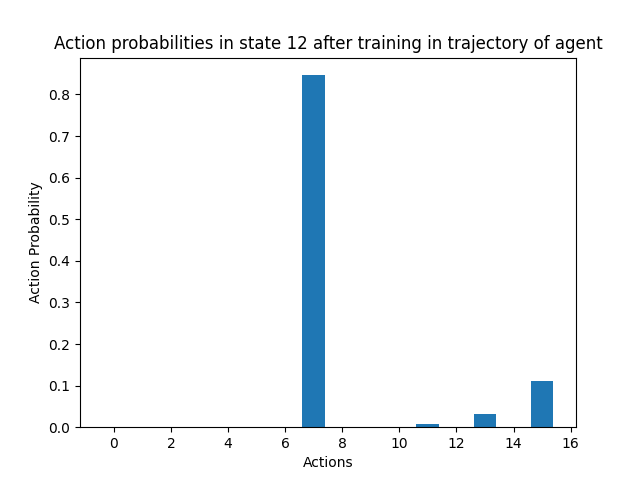 Action probabilities in state 12 after training in trajectory of agent
Action Probability
0.8
0.7
0.6
0.5
0.4
0.3
0.2
0.1
0.0
0 2 4 6 8 10 12 14 16
Actions